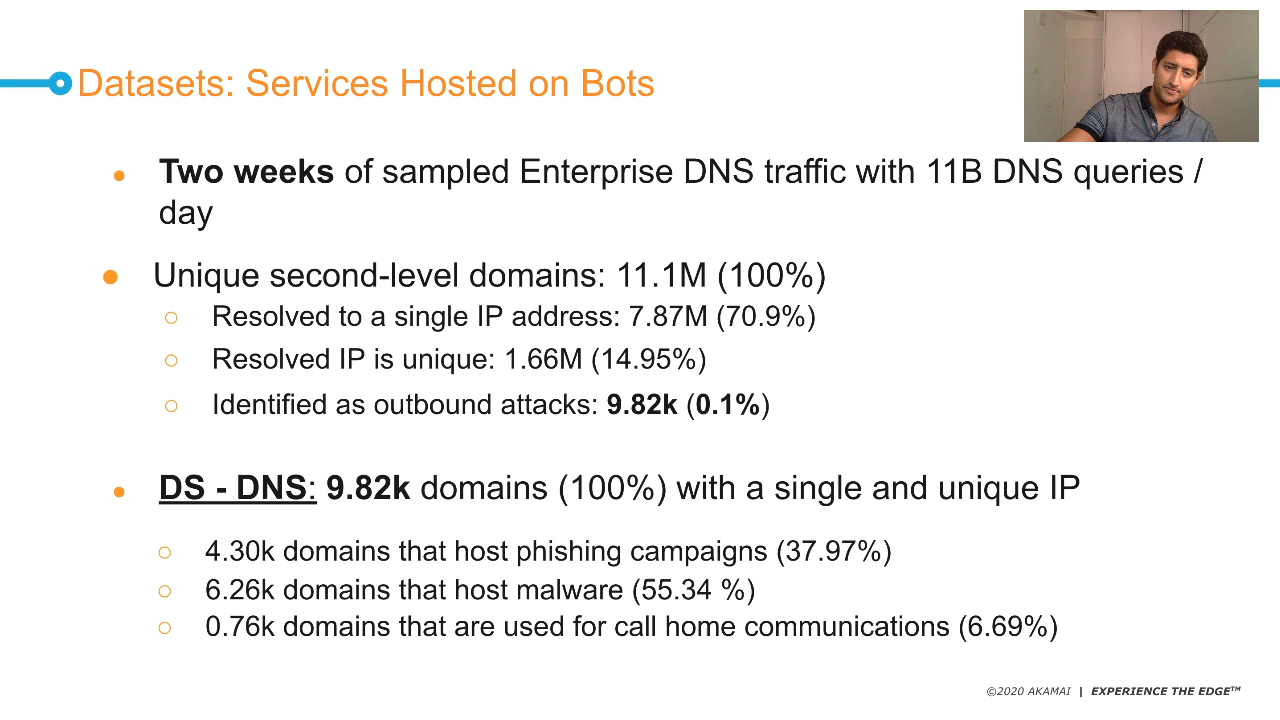 Datasets: Services Hosted on Bots
• Two weeks of sampled Enterprise DNS traffic with 11B DNS queries /
day
● Unique second-level domains: 11.1M (100%)
○ Resolved to a single IP address: 7.87M (70.9%)
○ Resolved IP is unique: 1.66M (14.95%)
○ Identified as outbound attacks: 9.82k (0.1%)
• DS - DNS: 9.82k domains (100%) with a single and unique IP
○ 4.30k domains that host phishing campaigns (37.97%)
○ 6.26k domains that host malware (55.34 %)
○ 0.76k domains that are used for call home communications (6.69%)
©2020 AKAMAI | EXPERIENCE THE EDGE™